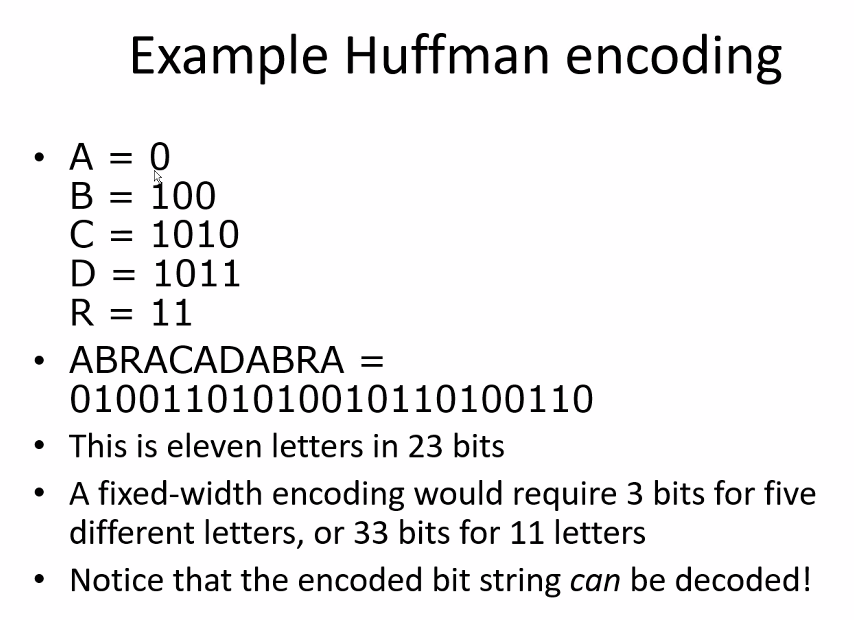 Example Huffman encoding
• A = 0
B = 100
C = 1010
D = 1011
R = 11
• ABRACADABRA =
01001101010010110100110
• This is eleven letters in 23 bits
• A fixed-width encoding would require 3 bits for five
different letters, or 33 bits for 11 letters
• Notice that the encoded bit string can be decoded!